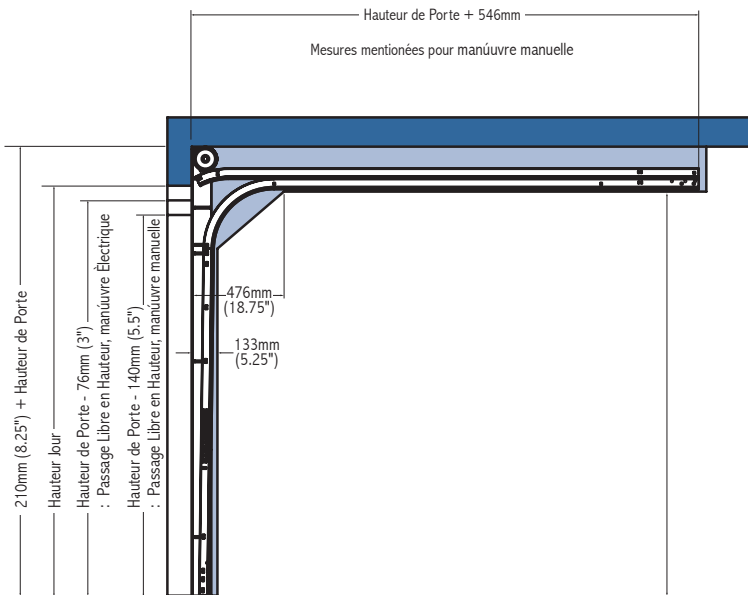 Hauteur de Porte + 546mm
Mesures mentionées pour manúuvre manuelle
210mm (8.25") + Hauteur de Porte
Hauteur Jour
Hauteur de Porte - 76mm (3")
: Passage Libre en Hauteur, manúuvre Èlectrique
Hauteur de Porte - 140mm (5.5")
: Passage Libre en Hauteur, manúuvre manuelle
476mm
(18.75")
133mm
(5.25")